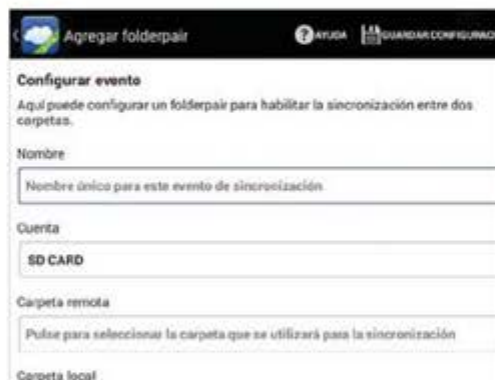 Agregar folderpair
AYUDA
GUARDAR CONFIGURAC
Configurar evento
Aquí puede configurar un folderpair para habilitar la sincronización entre dos
carpetas.
Nombre
Nombre único para este evento de sincronización
Cuenta
SD CARD
Carpeta remota
Pulse para seleccionar la carpeta que se utilizará para la sincronización
Carpeta local